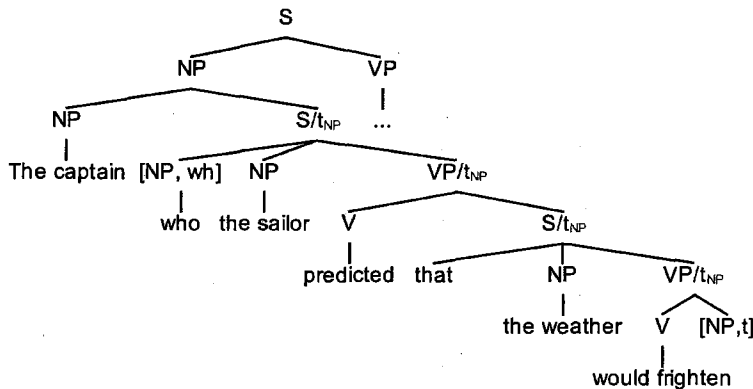 S
NP VP
NP S/tNP ...
The captain [NP, wh] NP VP/tNP
who the sailor V S/tNP
predicted that NP VP/tNP
the weather V [NP,t]
would frighten